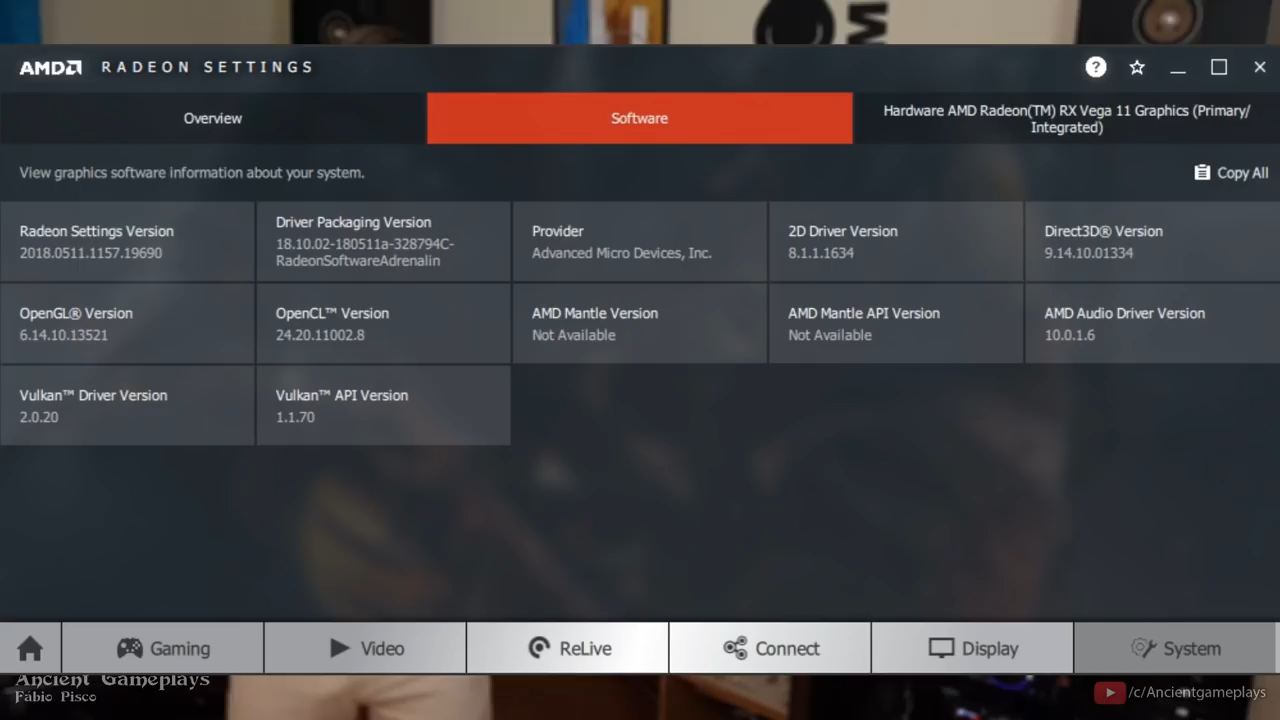 M
AMD RADEON SETTINGS
?
Overview
Software
Hardware AMD Radeon(TM) RX Vega 11 Graphics (Primary/
Integrated)
View graphics software information about your system.
Copy All
Radeon Settings Version
2018.0511.1157.19690
Driver Packaging Version
18.10.02-180511a-328794C-
RadeonSoftwareAdrenalin
Provider
Advanced Micro Devices, Inc.
2D Driver Version
8.1.1.1634
Direct3D® Version
9.14.10.01334
OpenGL® Version
6.14.10.13521
OpenCL™ Version
24.20.11002.8
AMD Mantle Version
Not Available
AMD Mantle API Version
Not Available
AMD Audio Driver Version
10.0.1.6
Vulkan™ Driver Version
2.0.20
Vulkan™ API Version
1.1.70
Gaming
Video
ReLive
Connect
Display
System
Ancient Gameplays
Fábio Pisco
/c/Ancientgameplays